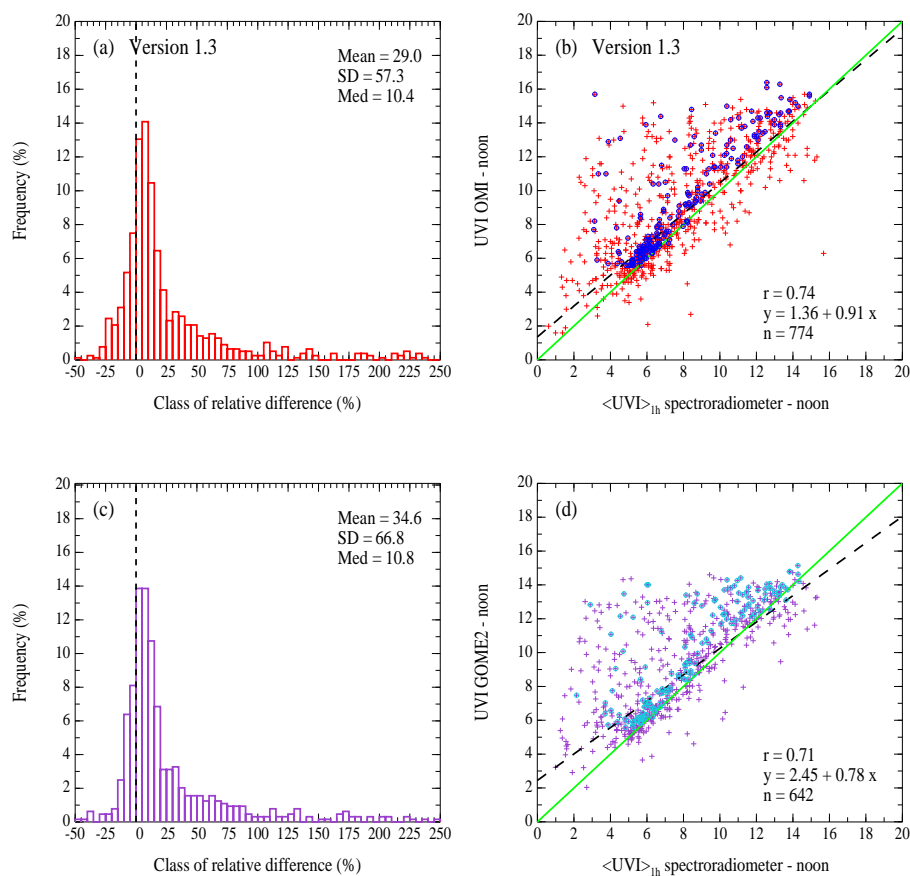 (a) Version 1.3
Mean = 29.0
SD = 57.3
Med = 10.4
Frequency (%)
20
18
16
14
12
10
8
6
4
2
0
-50 -25 0 25 50 75 100 125 150 175 200 225 250
Class of relative difference (%)
(b) Version 1.3
UVI OMI - noon
20
18
16
14
12
10
8
6
4
2
0
r = 0.74
y = 1.36 + 0.91 x
n = 774
0 2 4 6 8 10 12 14 16 18 20
<UVI>1h spectroradiometer - noon
(c)
Mean = 34.6
SD = 66.8
Med = 10.8
Frequency (%)
20
18
16
14
12
10
8
6
4
2
0
-50 -25 0 25 50 75 100 125 150 175 200 225 250
Class of relative difference (%)
(d)
UVI GOME2 - noon
20
18
16
14
12
10
8
6
4
2
0
r = 0.71
y = 2.45 + 0.78 x
n = 642
0 2 4 6 8 10 12 14 16 18 20
<UVI>1h spectroradiometer - noon